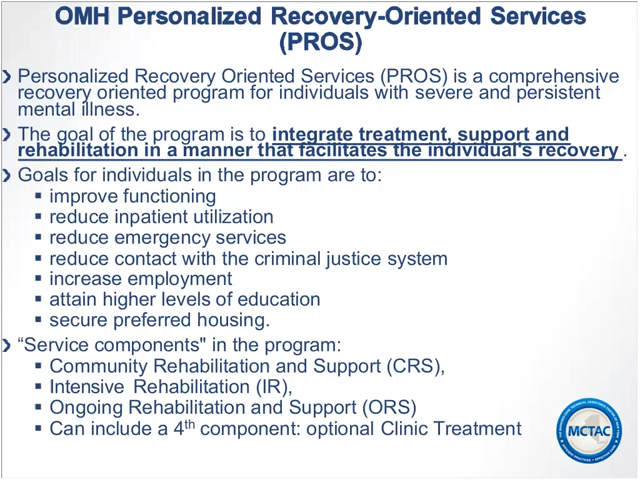 OMH Personalized Recovery-Oriented Services
(PROS)
❯ Personalized Recovery Oriented Services (PROS) is a comprehensive
recovery oriented program for individuals with severe and persistent
mental illness.
❯ The goal of the program is to integrate treatment, support and
rehabilitation in a manner that facilitates the individual's recovery.
❯ Goals for individuals in the program are to:
▪ improve functioning
▪ reduce inpatient utilization
▪ reduce emergency services
▪ reduce contact with the criminal justice system
▪ increase employment
▪ attain higher levels of education
▪ secure preferred housing.
❯ “Service components" in the program:
▪ Community Rehabilitation and Support (CRS),
▪ Intensive Rehabilitation (IR),
▪ Ongoing Rehabilitation and Support (ORS)
▪ Can include a 4th component: optional Clinic Treatment
MCTAC